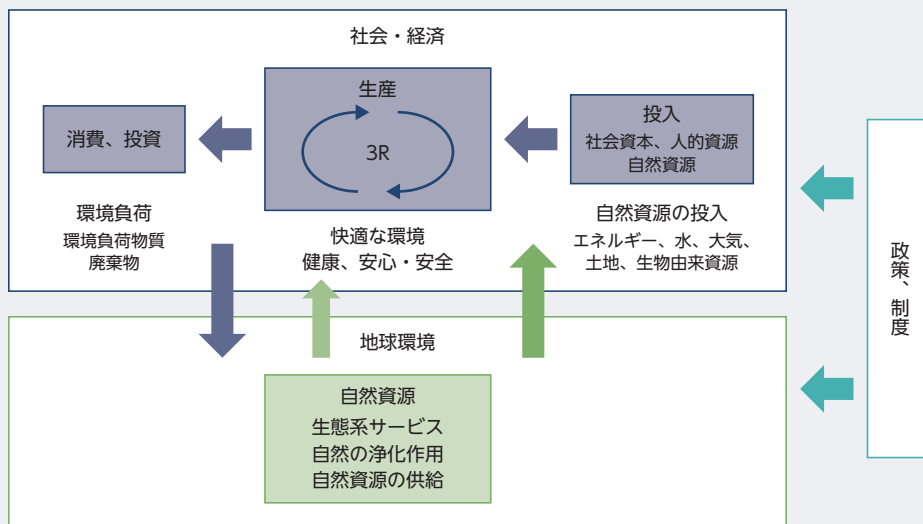 社会・経済
消費、投資
生産
3R
投入
社会資本、人的資源
自然資源
環境負荷
環境負荷物質
廃棄物
快適な環境
健康、安心・安全
自然資源の投入
エネルギー、水、大気、
土地、生物由来資源
政策、制度
地球環境
自然資源
生態系サービス
自然の浄化作用
自然資源の供給